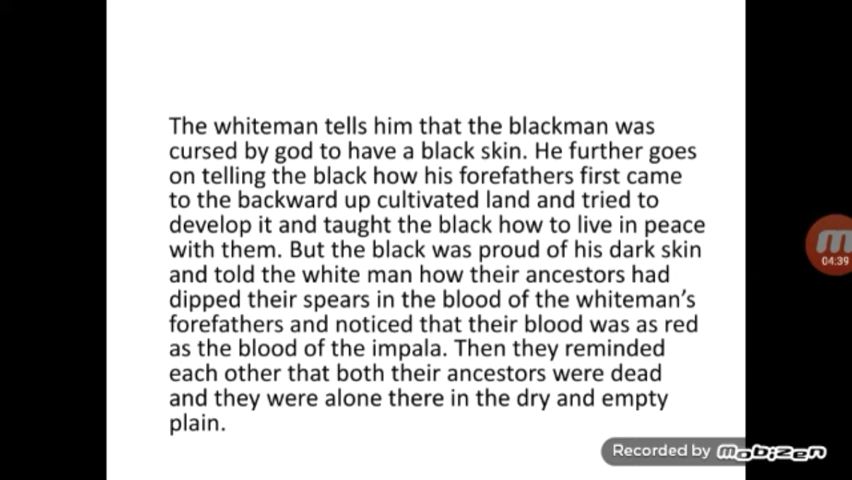 The whiteman tells him that the blackman was
cursed by god to have a black skin. He further goes
on telling the black how his forefathers first came
to the backward up cultivated land and tried to
develop it and taught the black how to live in peace
with them. But the black was proud of his dark skin
and told the white man how their ancestors had
dipped their spears in the blood of the whiteman's
forefathers and noticed that their blood was as red
as the blood of the impala. Then they reminded
each other that both their ancestors were dead
and they were alone there in the dry and empty
plain.
04:39
Recorded by mobizen